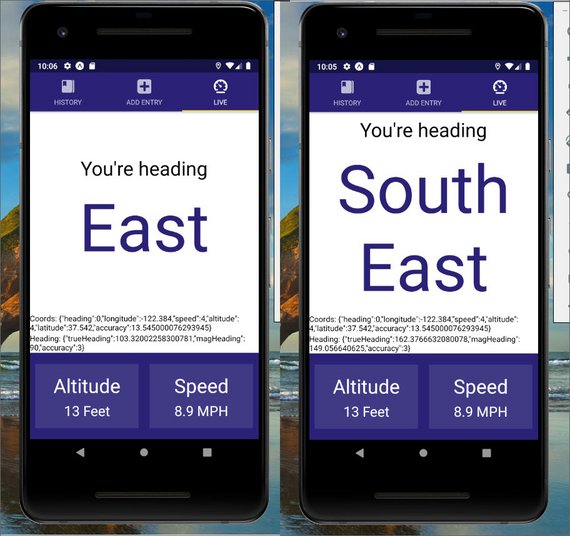 10:06
HISTORY
ADD ENTRY
LIVE
You're heading
East
Coords: {"heading":0,"longitude":-122.384,"speed":4,"altitude":
4,"latitude":37.542,"accuracy":13.545000076293945}
Heading: {"trueHeading":103.32002258300781,"magHeading":
90,"accuracy":3}
Altitude
13 Feet
Speed
8.9 MPH
10:05
HISTORY
ADD ENTRY
LIVE
You're heading
South
East
Coords: {"heading":0,"longitude":-122.384,"speed":4,"altitude":
4,"latitude":37.542,"accuracy":13.545000076293945}
Heading: {"trueHeading":162.3766632080078,"magHeading":
149.056640625,"accuracy":3}
Altitude
13 Feet
Speed
8.9 MPH